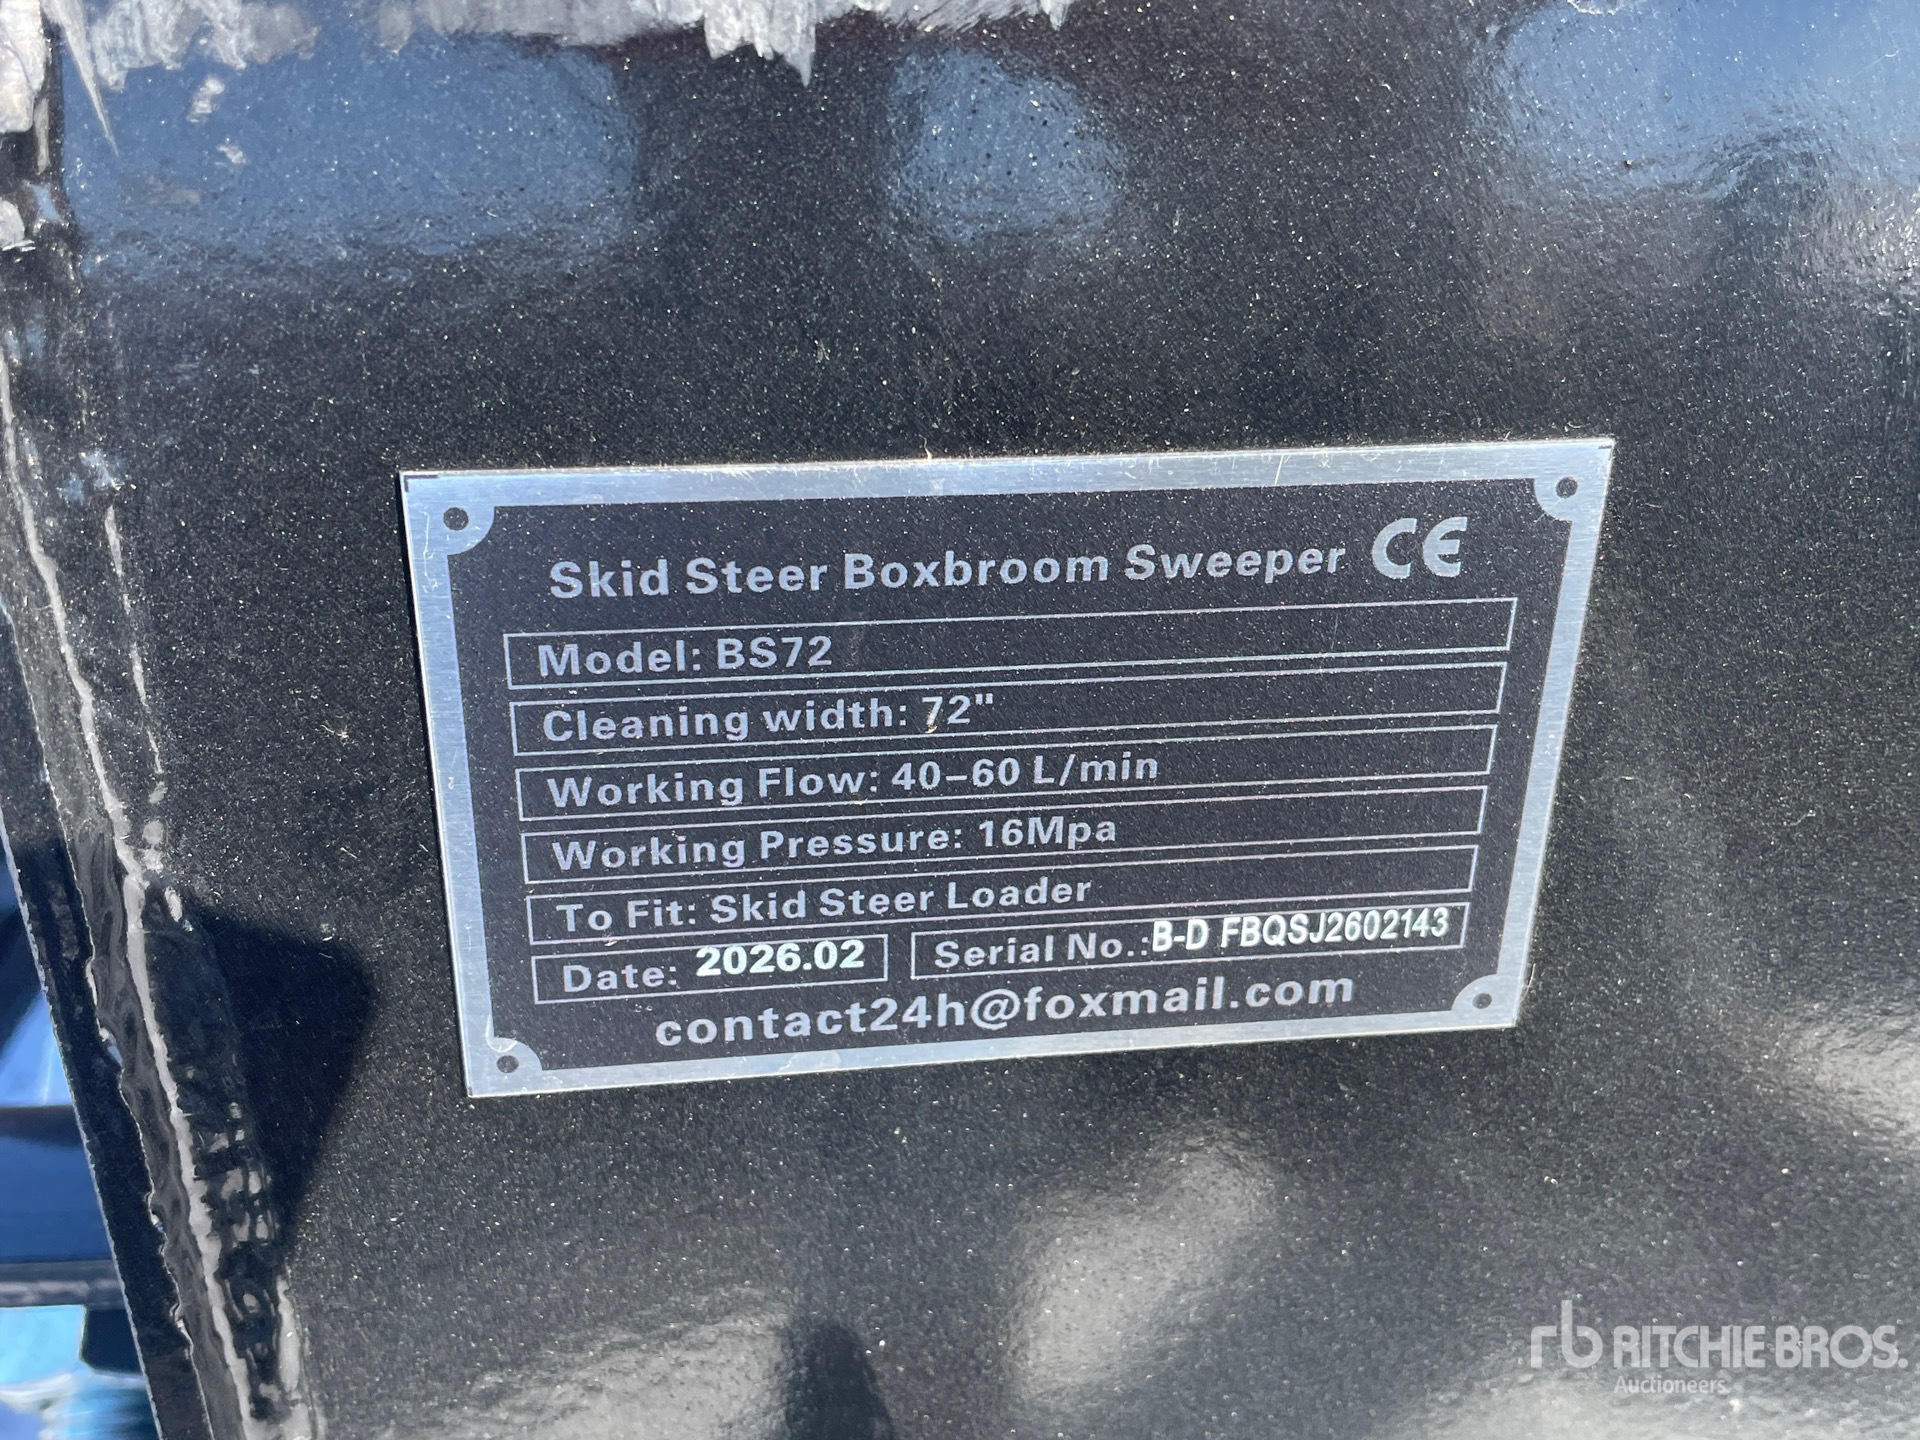 Skid Steer Boxbroom Sweeper CE
Model: BS72
Cleaning width: 72"
Working Flow: 40-60 L/min
Working Pressure: 16Mpa
To Fit: Skid Steer Loader
Date: 2026.02 Serial No.:B-D FBQSJ2602143
contact24h@foxmail.com
rb RITCHIE BROS.
Auctioneers